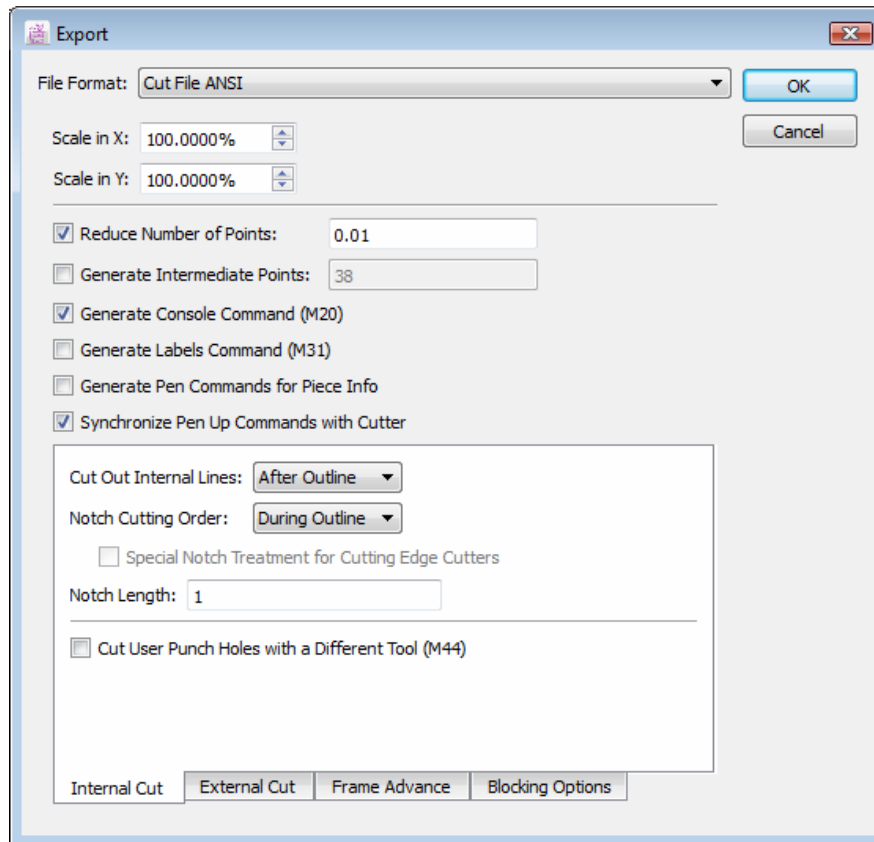 Export
File Format: Cut File ANSI
OK
Scale in X: 100.0000%
Cancel
Scale in Y: 100.0000%
Reduce Number of Points: 0.01
Generate Intermediate Points: 38
Generate Console Command (M20)
Generate Labels Command (M31)
Generate Pen Commands for Piece Info
Synchronize Pen Up Commands with Cutter
Cut Out Internal Lines: After Outline
Notch Cutting Order: During Outline
Special Notch Treatment for Cutting Edge Cutters
Notch Length: 1
Cut User Punch Holes with a Different Tool (M44)
Internal Cut External Cut Frame Advance Blocking Options